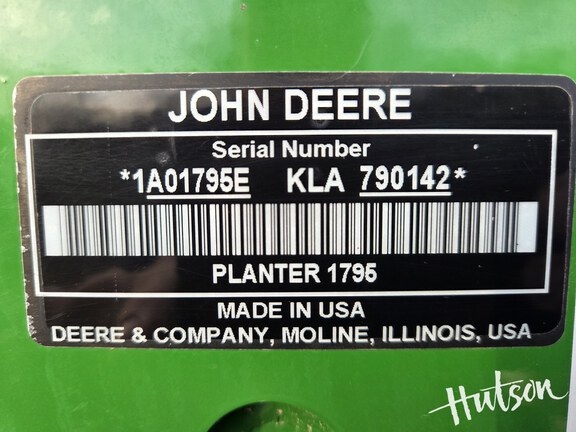 JOHN DEERE
Serial Number
*1A01795E KLA 790142*
PLANTER 1795
MADE IN USA
DEERE & COMPANY, MOLINE, ILLINOIS, USA
Hutson